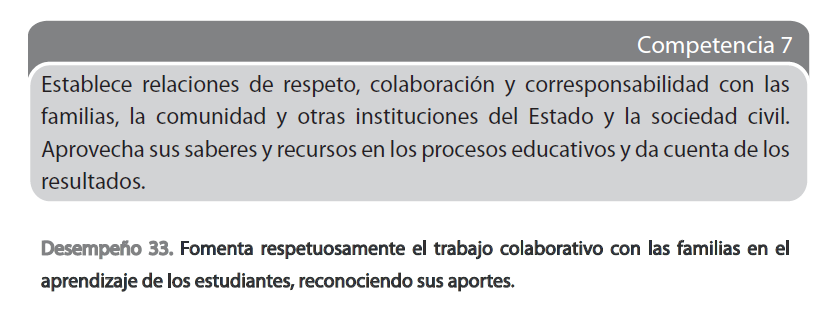 Competencia 7
Establece relaciones de respeto, colaboración y corresponsabilidad con las
familias, la comunidad y otras instituciones del Estado y la sociedad civil.
Aprovecha sus saberes y recursos en los procesos educativos y da cuenta de los
resultados.
Desempeño 33. Fomenta respetuosamente el trabajo colaborativo con las familias en el
aprendizaje de los estudiantes, reconociendo sus aportes.